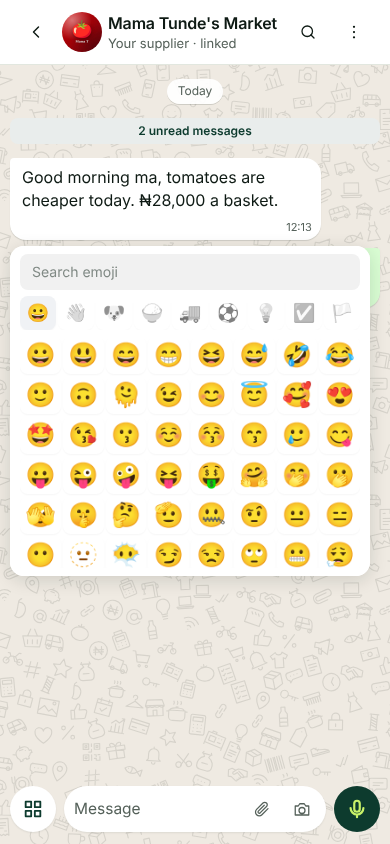 Mama Tunde's Market
Your supplier · linked
Today
2 unread messages
Good morning ma, tomatoes are
cheaper today. ₦28,000 a basket.
12:13
Search emoji
Message